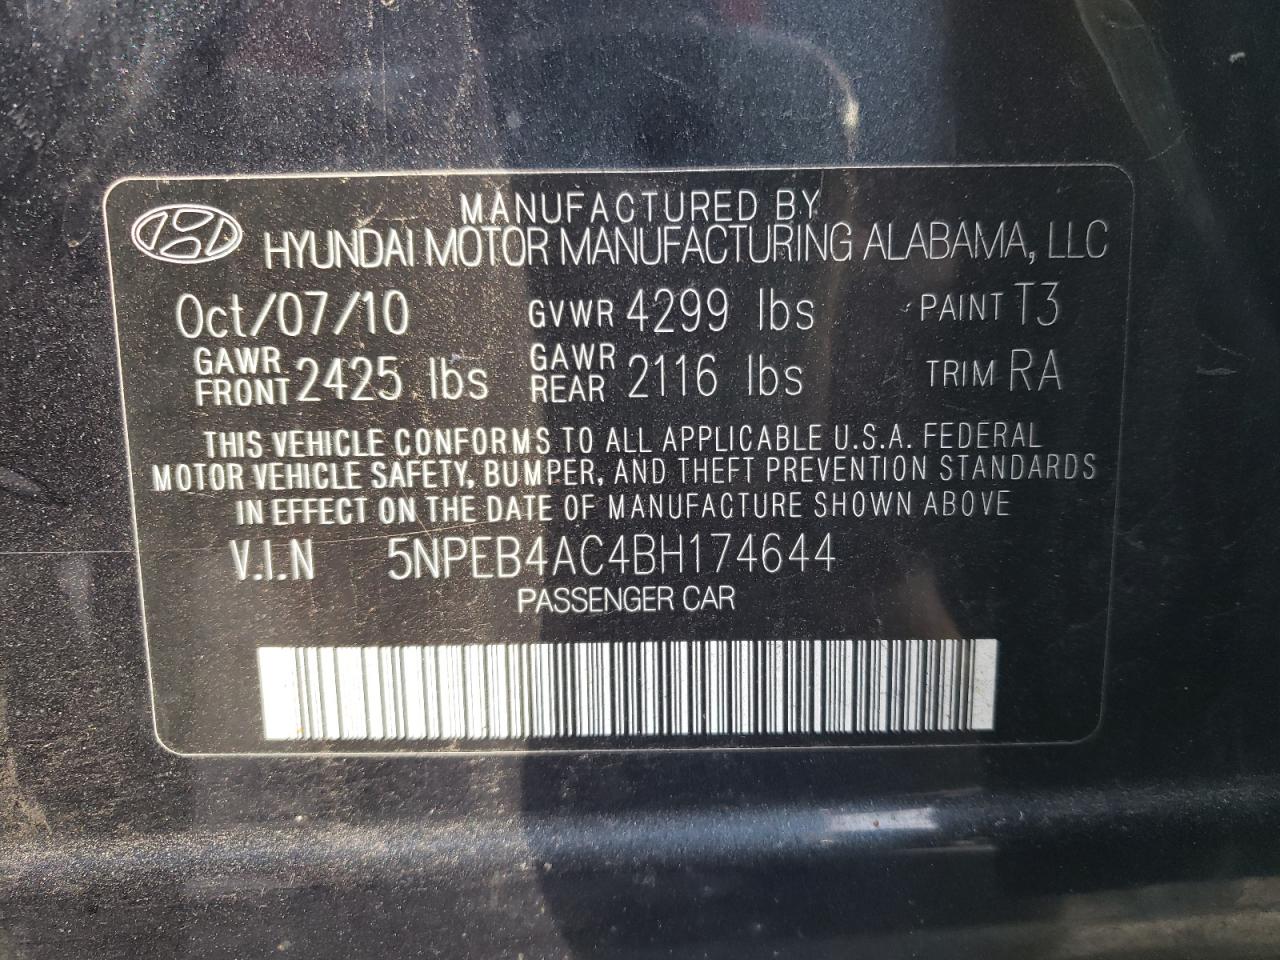 MANUFACTURED BY
HYUNDAI MOTOR MANUFACTURING ALABAMA, LLC
Oct/07/10 GVWR 4299 lbs PAINT T3
GAWR FRONT 2425 lbs GAWR REAR 2116 lbs TRIM RA
THIS VEHICLE CONFORMS TO ALL APPLICABLE U.S.A. FEDERAL
MOTOR VEHICLE SAFETY, BUMPER, AND THEFT PREVENTION STANDARDS
IN EFFECT ON THE DATE OF MANUFACTURE SHOWN ABOVE
V.I.N 5NPEB4AC4BH174644
PASSENGER CAR